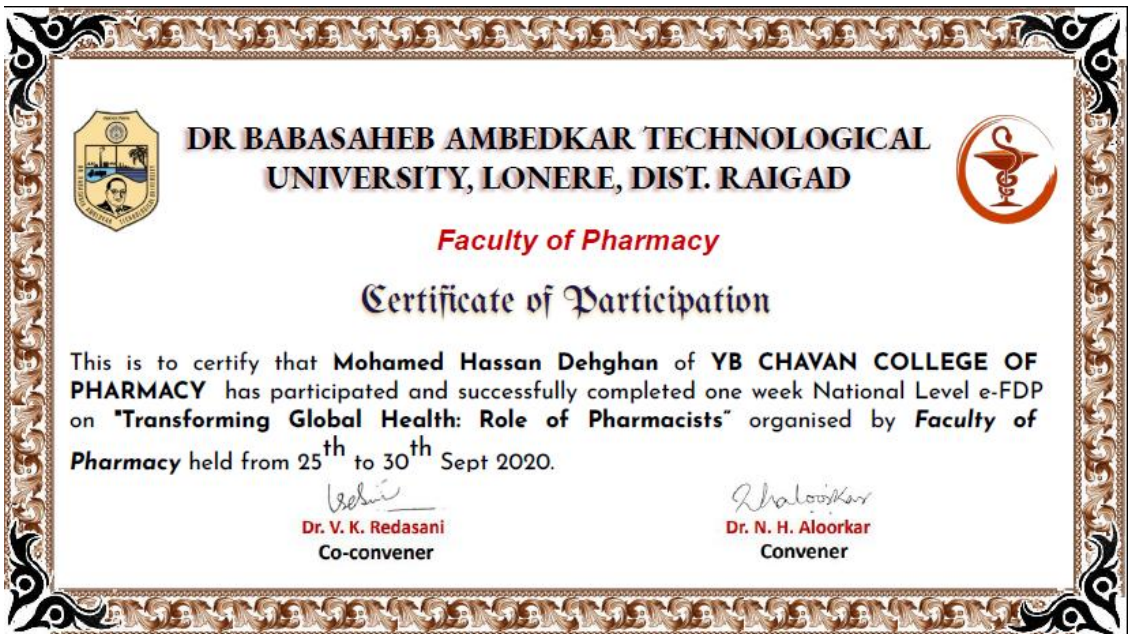 DR BABASAHEB AMBEDKAR TECHNOLOGICAL
UNIVERSITY, LONERE, DIST. RAIGAD
Faculty of Pharmacy
Certificate of Participation
This is to certify that Mohamed Hassan Dehghan of YB CHAVAN COLLEGE OF
PHARMACY has participated and successfully completed one week National Level e-FDP
on "Transforming Global Health: Role of Pharmacists" organised by Faculty of
Pharmacy held from 25th to 30th Sept 2020.
Dr. V. K. Redasani
Co-convener
Dr. N. H. Aloorkar
Convener